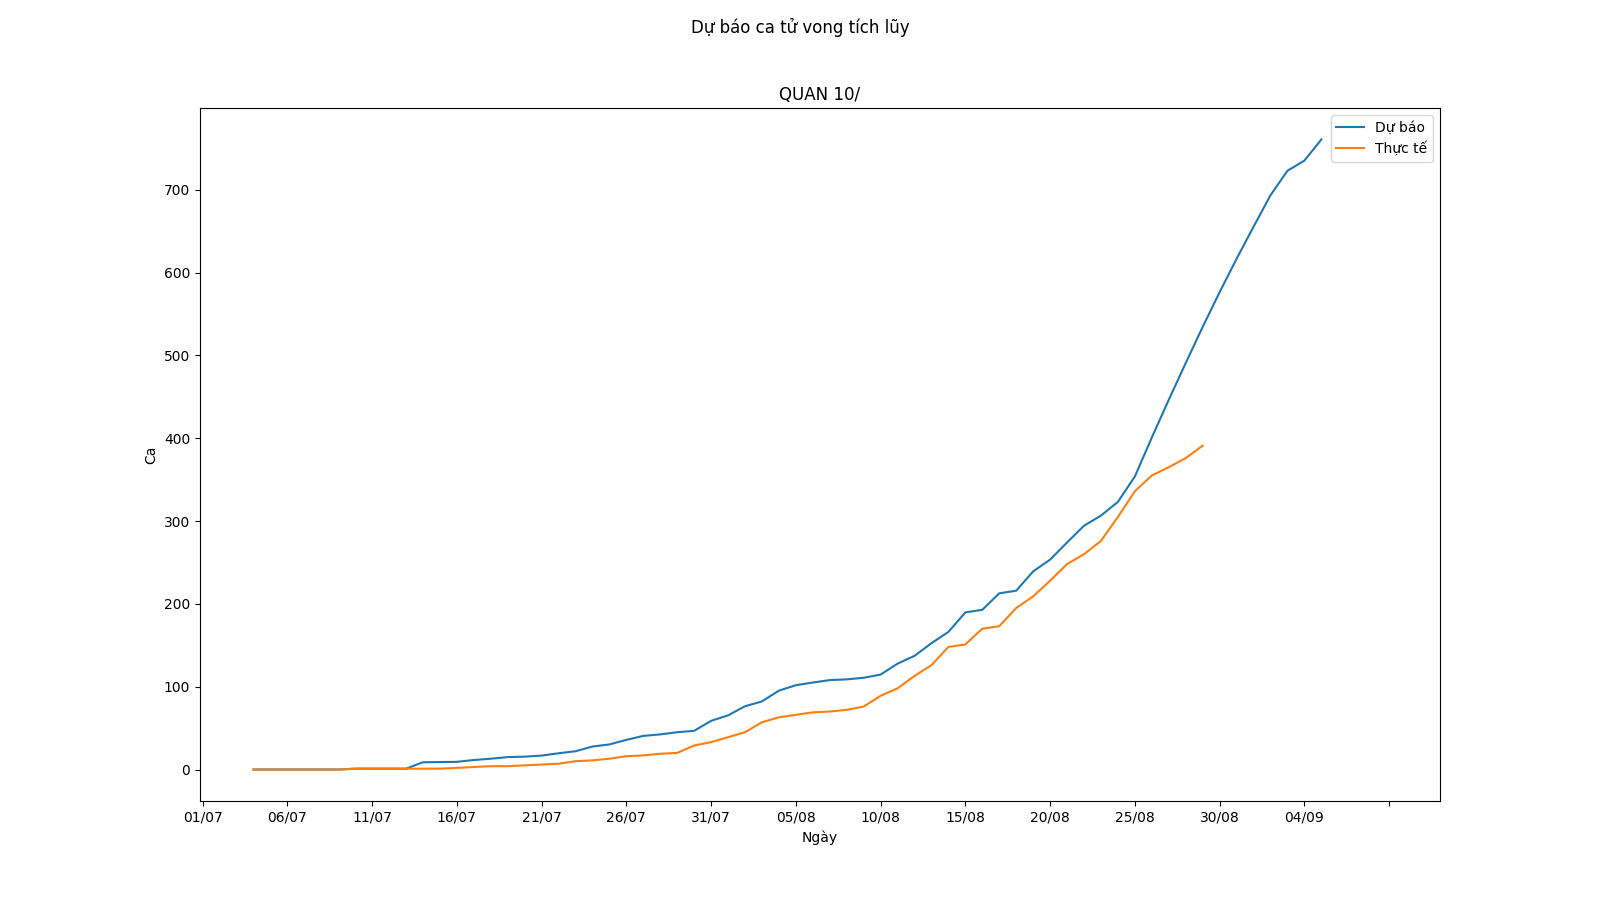 Dự báo ca tử vong tích lũy
QUAN 10/
Dự báo
Thực tế
700
600
500
400
300
200
100
0
Ca
01/07 06/07 11/07 16/07 21/07 26/07 31/07 05/08 10/08 15/08 20/08 25/08 30/08 04/09
Ngày